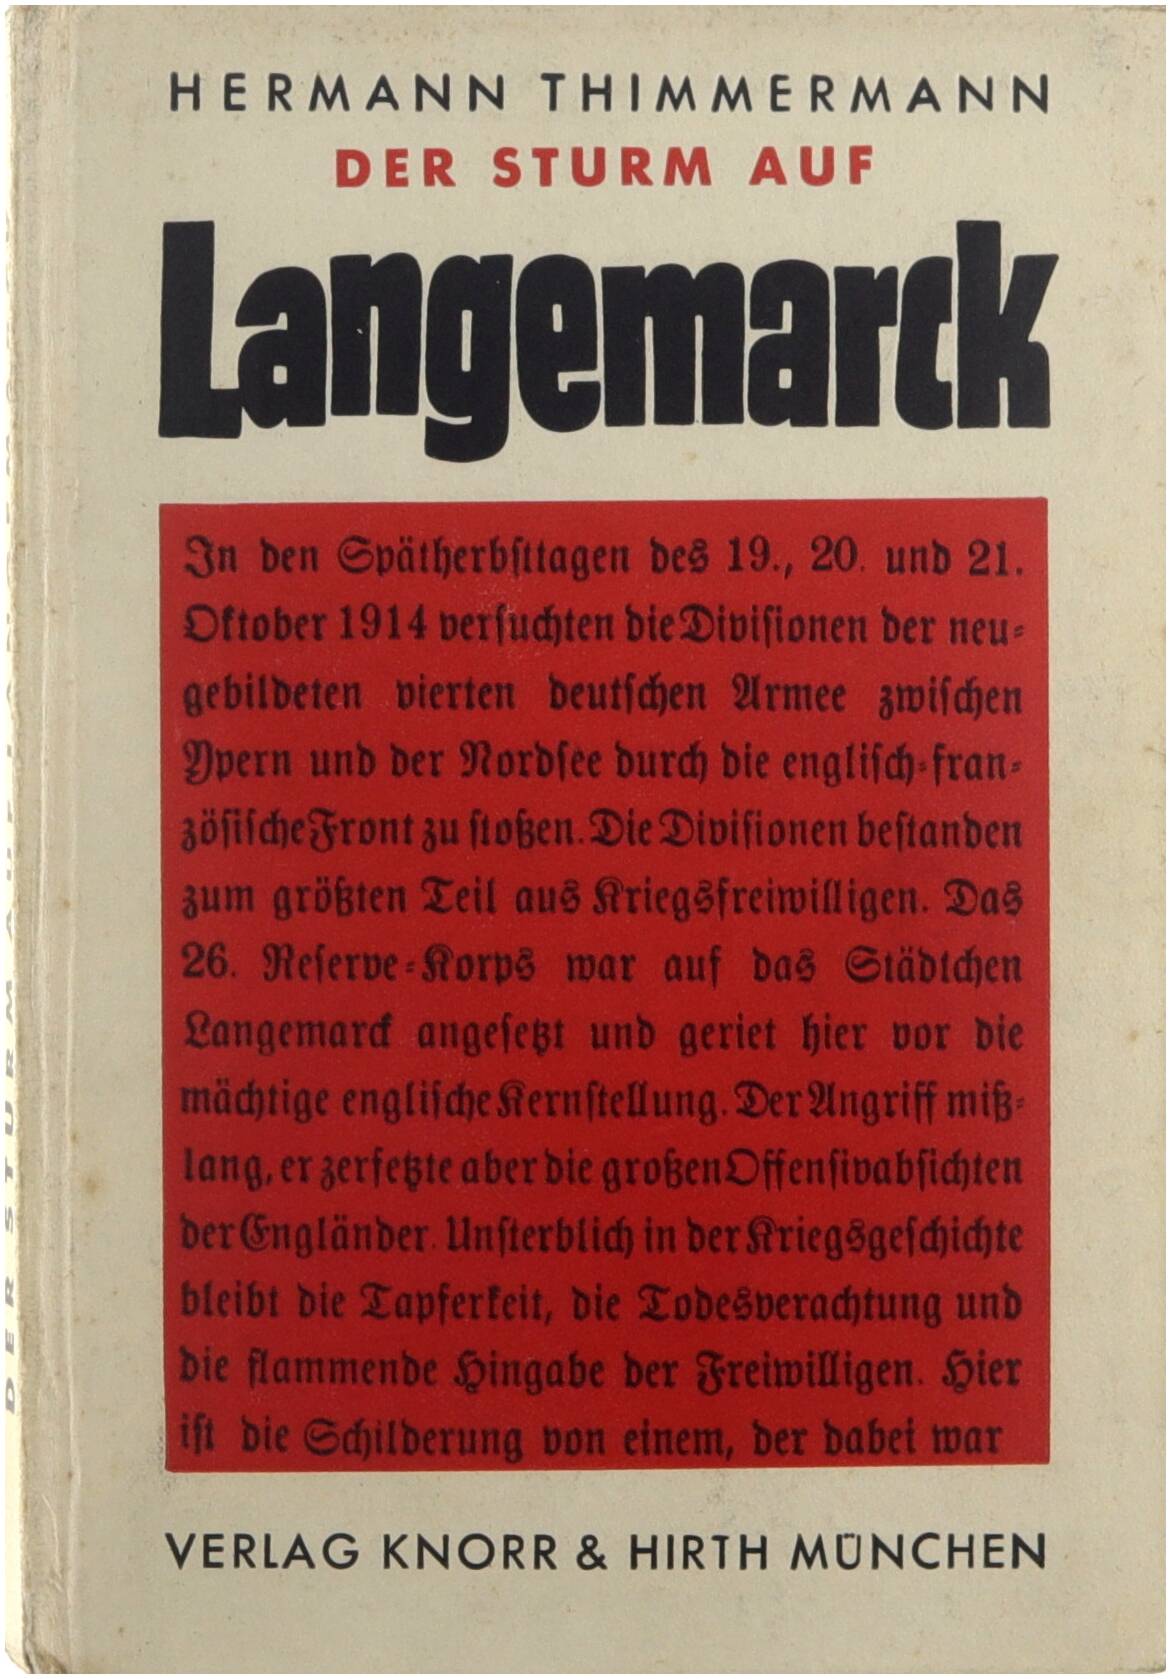 HERMANN THIMMERMANN
DER STURM AUF
Langemarck
In den Spätherbsttagen des 19., 20. und 21.
Oktober 1914 versuchten die Divisionen der neu-
gebildeten vierten deutschen Armee zwischen
Ypern und der Nordsee durch die englisch-fran-
zösische Front zu stoßen. Die Divisionen bestanden
zum größten Teil aus Kriegsfreiwilligen. Das
26. Reserve-Korps war auf das Städtchen
Langemarck angesetzt und geriet hier vor die
mächtige englische Kernstellung. Der Angriff miß-
lang, er zerfetzte aber die großen Offensivabsichten
der Engländer. Unsterblich in der Kriegsgeschichte
bleibt die Tapferkeit, die Todesverachtung und
die flammende Hingabe der Freiwilligen. Hier
ist die Schilderung von einem, der dabei war
VERLAG KNORR & HIRTH MÜNCHEN
DER STURM AUF